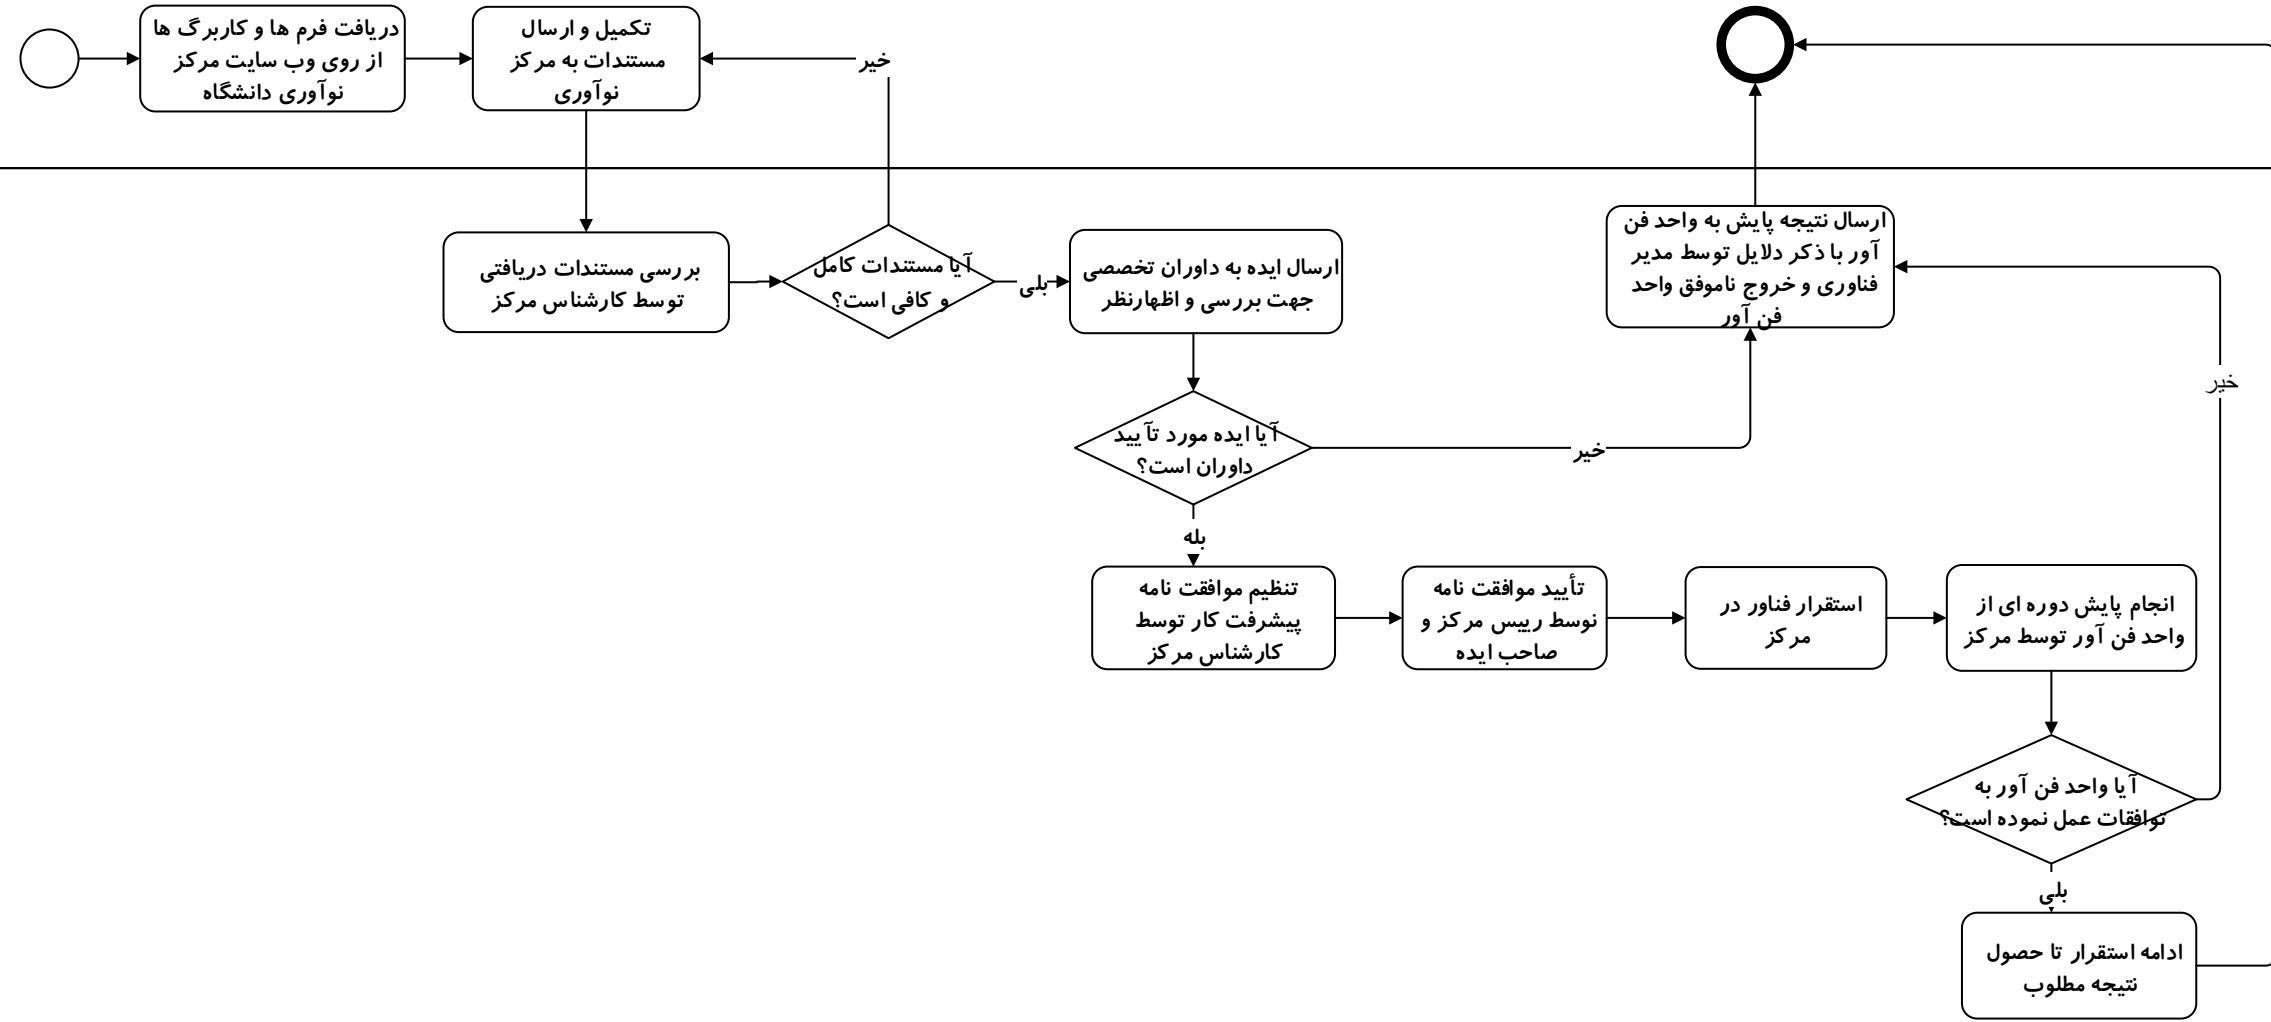 دریافت فرم ها و کاربرگ ها
از روی وب سایت مرکز
نوآوری دانشگاه
تکمیل و ارسال
مستندات به مرکز
نوآوری
خیر
بررسی مستندات دریافتی
توسط کارشناس مرکز
آیا مستندات کامل
و کافی است؟
بلی
ارسال ایده به داوران تخصصی
جهت بررسی و اظهارنظر
ارسال نتیجه پایش به واحد فن
آور با ذکر دلایل توسط مدیر
فناوری و خروج ناموفق واحد
فن آور
خیر
آیا ایده مورد تآیید
داوران است؟
خیر
بله
تنظیم موافقت نامه
پیشرفت کار توسط
کارشناس مرکز
تأیید موافقت نامه
نوسط رییس مرکز و
صاحب ایده
استقرار فناور در
مرکز
انجام پایش دوره ای از
واحد فن آور توسط مرکز
آیا واحد فن آور به
توافقات عمل نموده است؟
بلی
ادامه استقرار تا حصول
نتیجه مطلوب